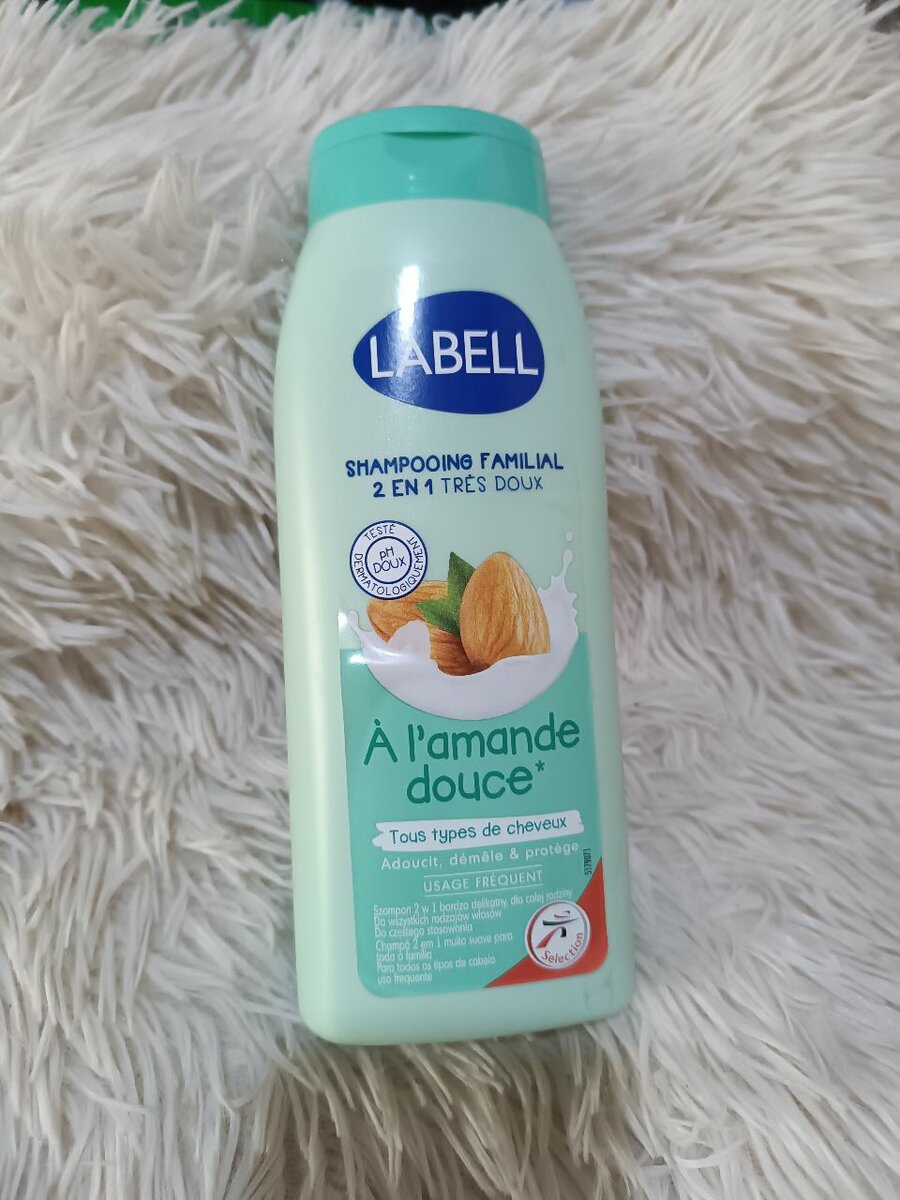 LABELL
SHAMPOOING FAMILIAL
2 EN 1 TRÈS DOUX
TESTÉ DERMATOLOGIQUEMENT
pH
DOUX
À l'amande
douce*
Tous types de cheveux
Adoucit, démêle & protège
USAGE FRÉQUENT
Szampon 2 w 1 bardzo delikatny, dla całej rodziny
Do wszystkich rodzajów włosów
Do częstego stosowania
Champô 2 em 1 muito suave para
toda a família
Para todos os tipos de cabelo
uso frequente
Selection